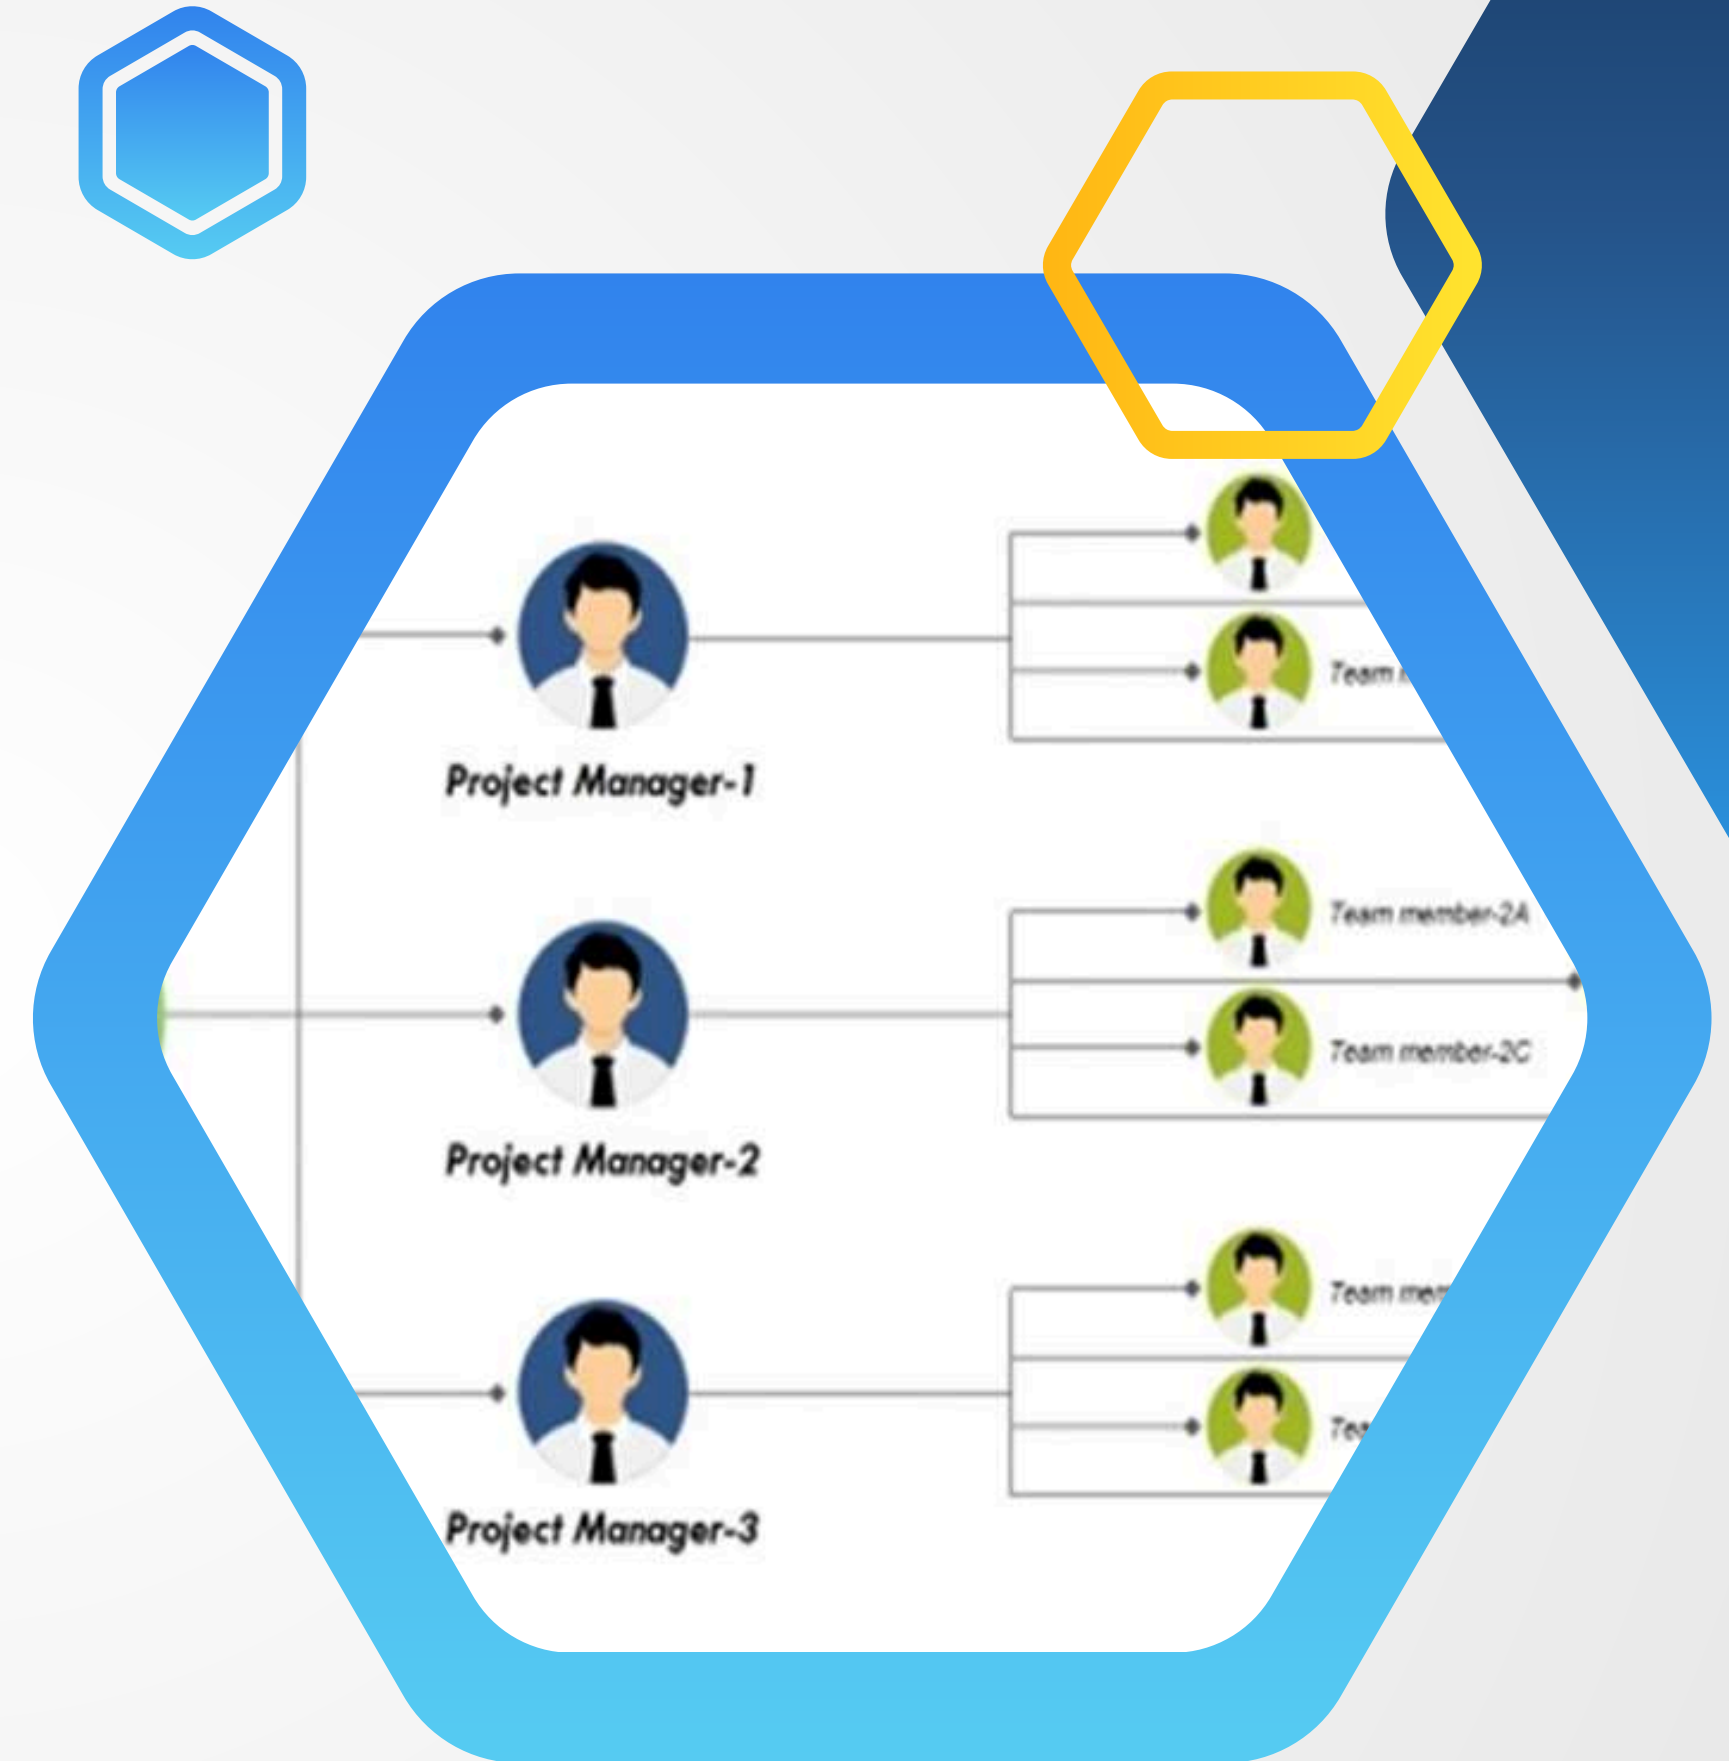 Team
Project Manager-1
Team member-2A
Team member-2C
Project Manager-2
Team
Project Manager-3